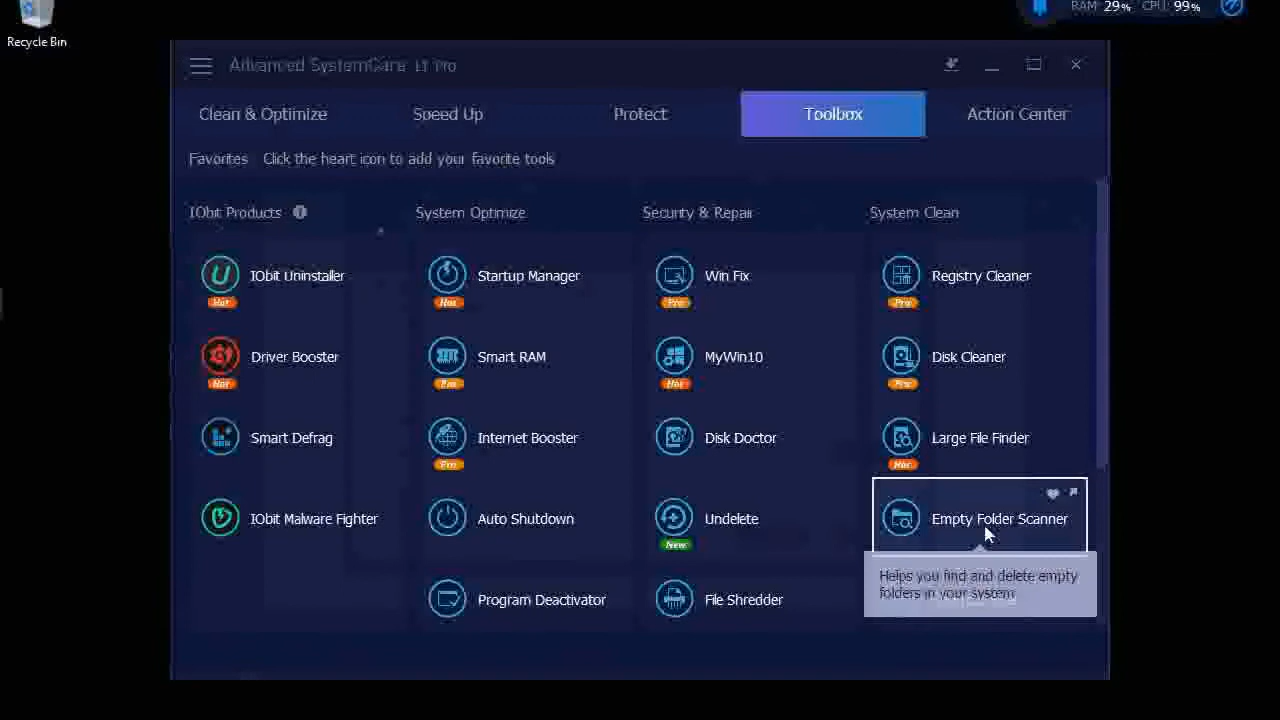 Recycle Bin
RAM: 29% CPU: 99%
Advanced SystemCare
Pro
Clean & Optimize
Speed Up
Protect
Toolbox
Action Center
Favorites Click the heart icon to add your favorite tools
IObit Products
System Optimize
Security & Repair
System Clean
IObit Uninstaller
Hot
Startup Manager
Hot
Win Fix
Pro
Registry Cleaner
Pro
Driver Booster
Hot
Smart RAM
Pro
MyWin10
Hot
Disk Cleaner
Pro
Smart Defrag
Internet Booster
Pro
Disk Doctor
Large File Finder
Hot
IObit Malware Fighter
Auto Shutdown
Undelete
New
Empty Folder Scanner
Helps you find and delete empty
folders in your system
Program Deactivator
File Shredder